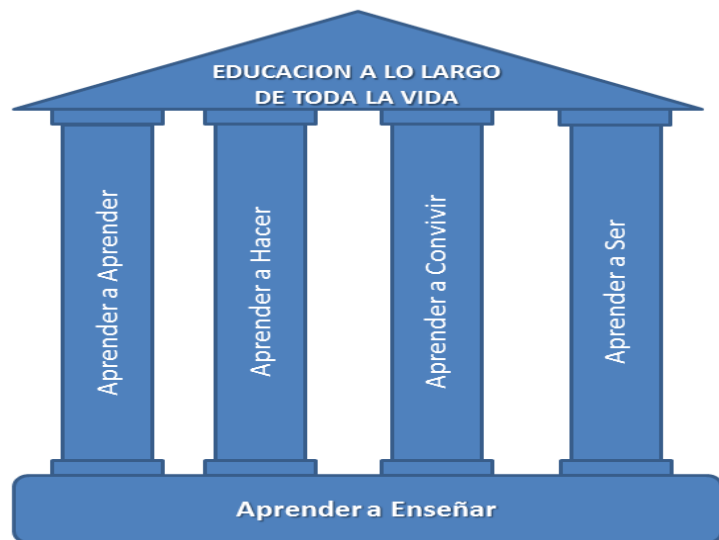 EDUCACION A LO LARGO
DE TODA LA VIDA
Aprender a Aprender
Aprender a Hacer
Aprender a Convivir
Aprender a Ser
Aprender a Enseñar